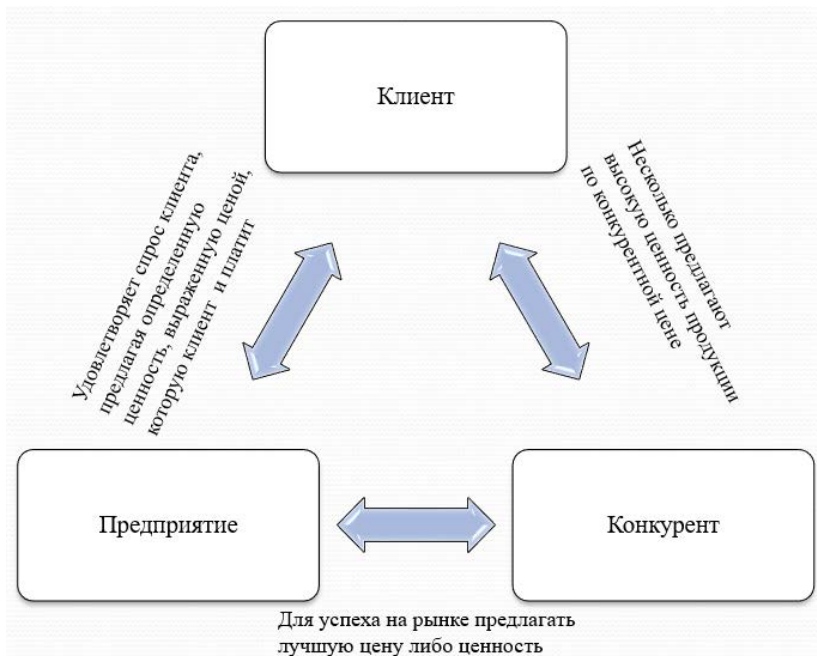 Клиент
Удовлетворяет спрос клиента,
предлагая определенную
ценность, выраженную ценой,
которую клиент и платит
Несколько предлагают
высокую ценность продукции
по конкурентной цене
Предприятие
Конкурент
Для успеха на рынке предлагать
лучшую цену либо ценность